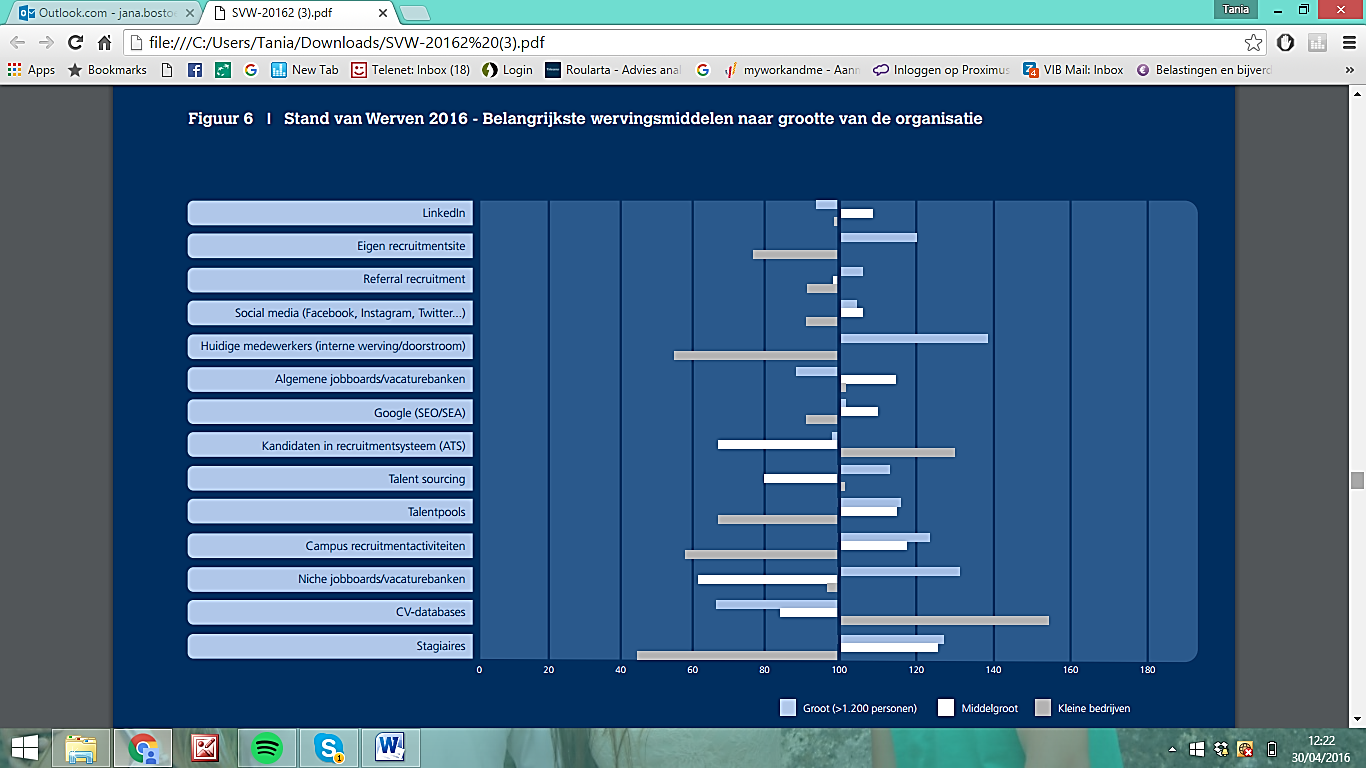 Outlook.com - jana.bosto
SVW-20162 (3).pdf
Tania
file:///C:/Users/Tania/Downloads/SVW-20162%20(3).pdf
Apps
Bookmarks
New Tab
Telenet: Inbox (18)
Login
Roularta - Advies anal
myworkandme - Aann
Inloggen op Proximus
VIB Mail: Inbox
Belastingen en bijverd
»
Figuur 6 | Stand van Werven 2016 - Belangrijkste wervingsmiddelen naar grootte van de organisatie
LinkedIn
Eigen recruitmentsite
Referral recruitment
Social media (Facebook, Instagram, Twitter...)
Huidige medewerkers (interne werving/doorstroom)
Algemene jobboards/vacaturebanken
Google (SEO/SEA)
Kandidaten in recruitmentsysteem (ATS)
Talent sourcing
Talentpools
Campus recruitmentactiviteiten
Niche jobboards/vacaturebanken
CV-databases
Stagiaires
0 20 40 60 80 100 120 140 160 180
Groot (>1.200 personen) Middelgroot Kleine bedrijven
12:22
30/04/2016